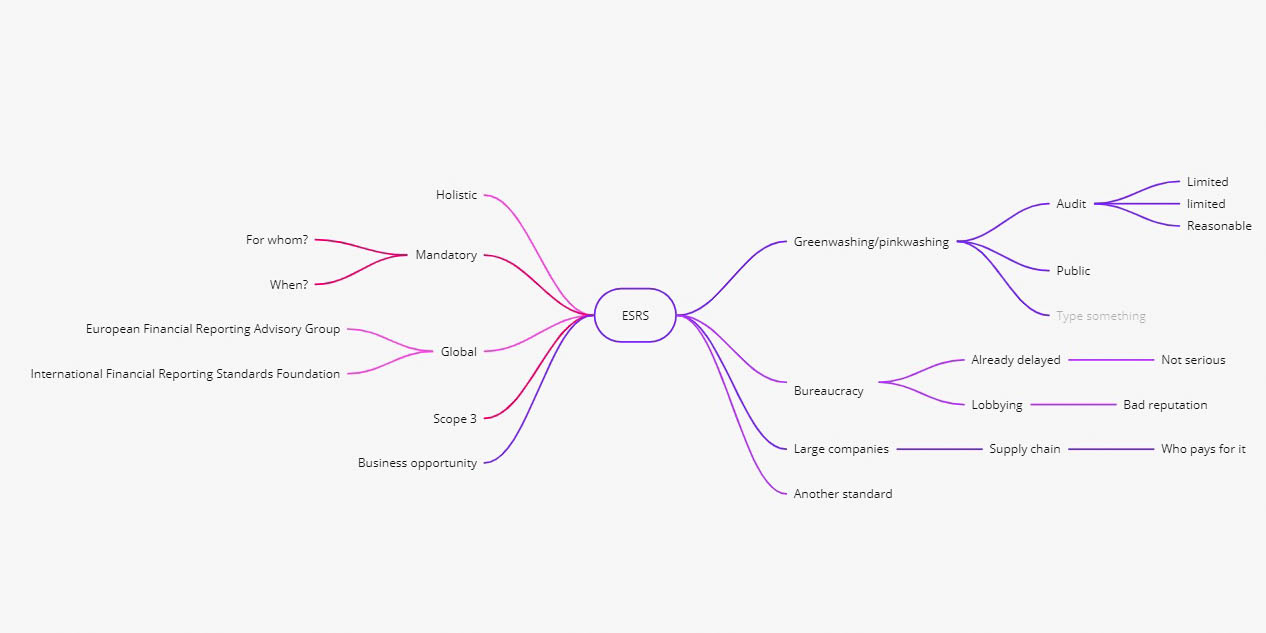 Holistic
For whom?
Mandatory
When?
European Financial Reporting Advisory Group
Global
International Financial Reporting Standards Foundation
Scope 3
Business opportunity
ESRS
Greenwashing/pinkwashing
Audit
Limited
limited
Reasonable
Public
Type something
Bureaucracy
Already delayed
Not serious
Lobbying
Bad reputation
Large companies
Supply chain
Who pays for it
Another standard